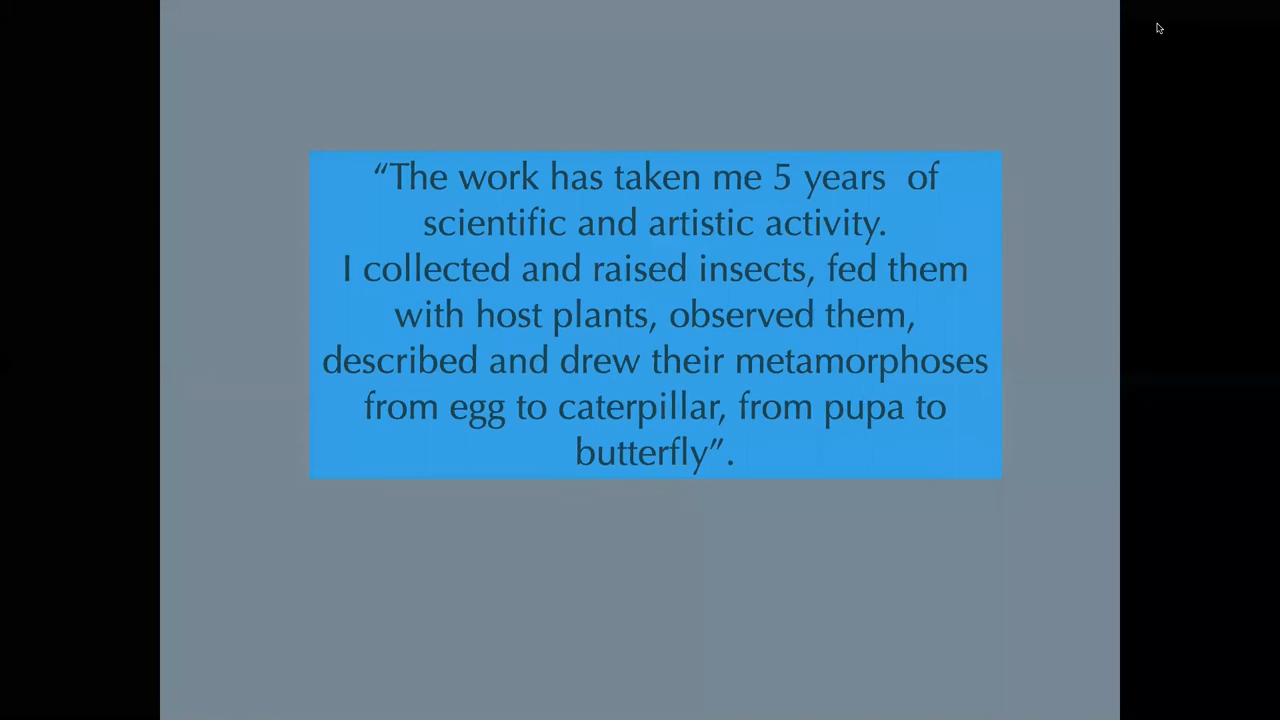 “The work has taken me 5 years  of
scientific and artistic activity.
I collected and raised insects, fed them
with host plants, observed them,
described and drew their metamorphoses
from egg to caterpillar, from pupa to
butterfly”.